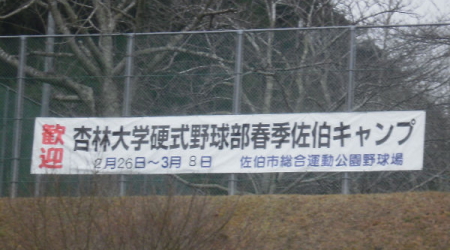 歓迎
杏林大学硬式野球部春季佐伯キャンプ
2月26日～3月8日 佐伯市総合運動公園野球場